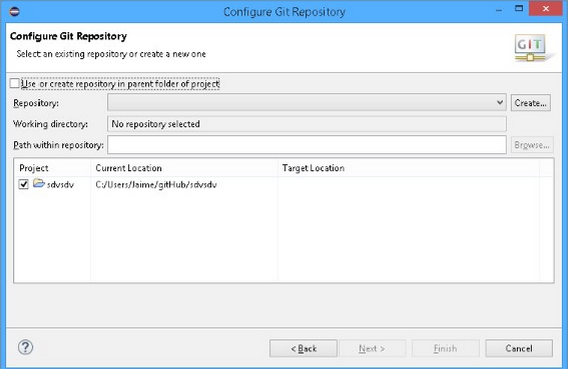 Configure Git Repository
Configure Git Repository
Select an existing repository or create a new one
GIT
Use or create repository in parent folder of project
Repository: Create...
Working directory: No repository selected
Path within repository: Browse...
Project Current Location Target Location
sdvsdv C:/Users/Jaime/gitHub/sdvsdv
< Back Next > Finish Cancel